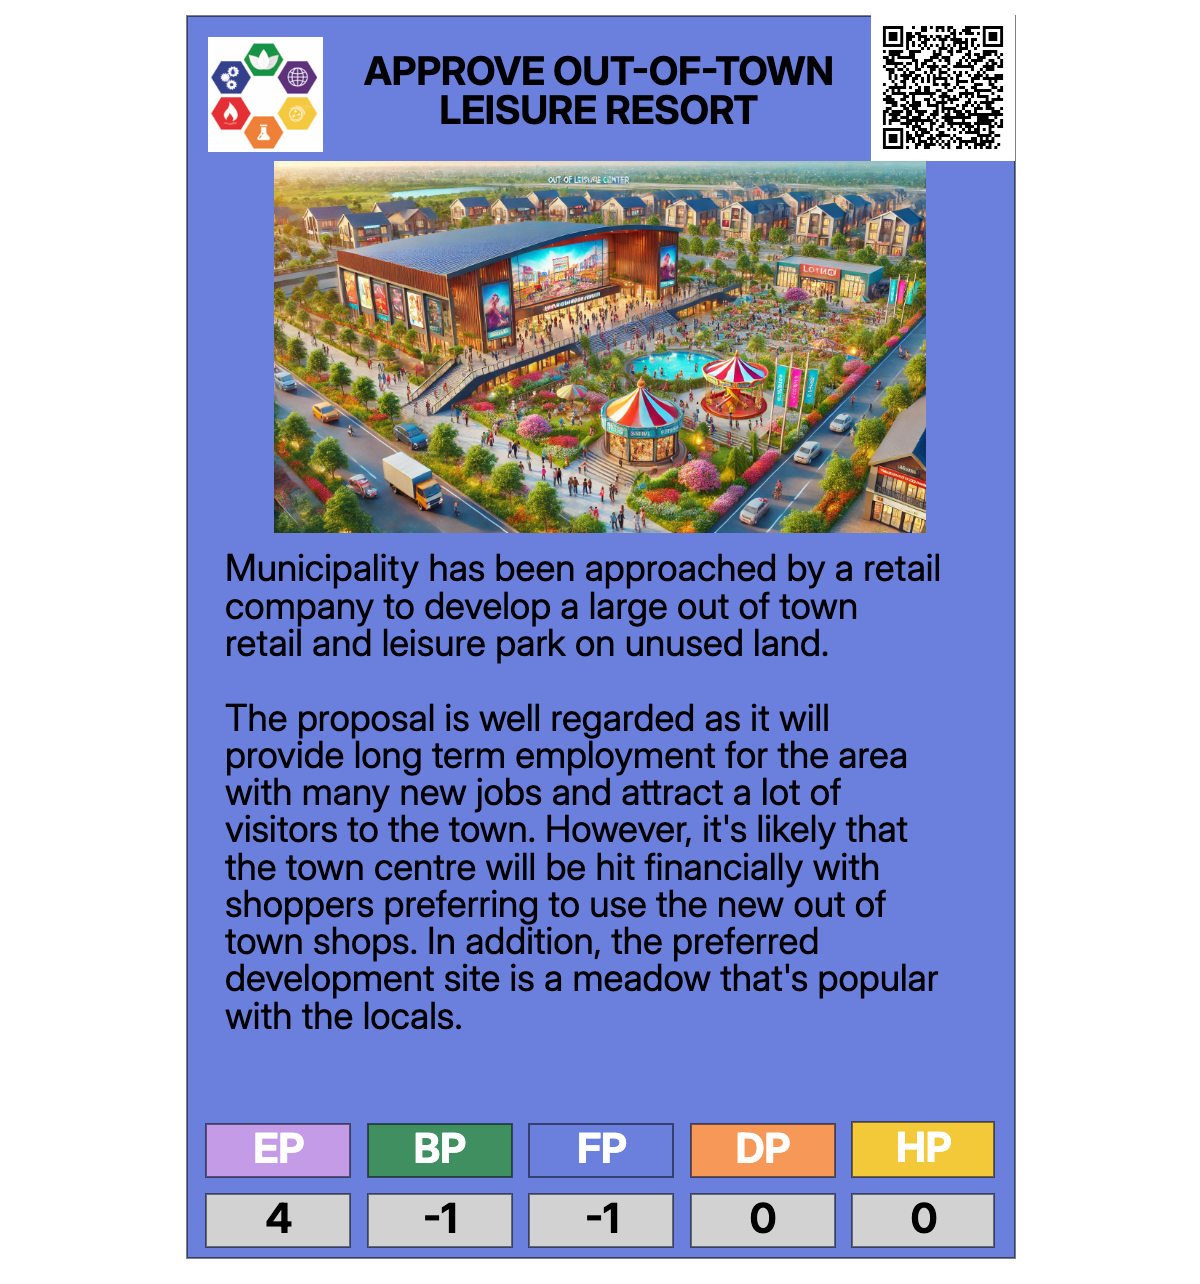 APPROVE OUT-OF-TOWN
LEISURE RESORT
OUT OF LEISURE CENTER
Municipality has been approached by a retail
company to develop a large out of town
retail and leisure park on unused land.
The proposal is well regarded as it will
provide long term employment for the area
with many new jobs and attract a lot of
visitors to the town. However, it's likely that
the town centre will be hit financially with
shoppers preferring to use the new out of
town shops. In addition, the preferred
development site is a meadow that's popular
with the locals.
EP BP FP DP HP
4 -1 -1 0 0